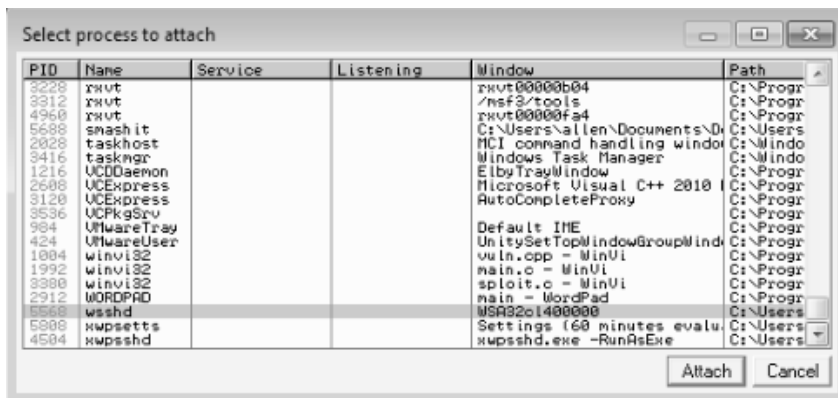 Select process to attach
PID Name Service Listening Window Path
3228 rxvt rxvt00000b04 C:\Progr
3312 rxvt /msf3/tools C:\Progr
4960 rxvt rxvt00000fa4 C:\Progr
5688 smashit C:\Users\allen\Documents\D C:\Users
2028 taskhost MCI command handling windo C:\Windo
3416 taskmgr Windows Task Manager C:\Windo
1216 VCDDaemon ElbyTrayWindow C:\Progr
2608 VCExpress Microsoft Visual C++ 2010 C:\Progr
3120 VCExpress AutoCompleteProxy C:\Progr
3536 VCPkgSrv C:\Progr
984 VMwareTray Default IME C:\Progr
424 VMwareUser UnitySetTopWindowGroupWind C:\Progr
1004 winvi32 vuln.cpp - WinVi C:\Progr
1992 winvi32 main.c - WinVi C:\Progr
3380 winvi32 sploit.c - WinVi C:\Progr
2912 WORDPAD main - WordPad C:\Progr
5568 wsshd WSA32cl400000 C:\Users
5808 xwpsetts Settings (60 minutes evalu. C:\Users
4504 xwpsshd xwpsshd.exe -RunAsExe C:\Users
Attach Cancel